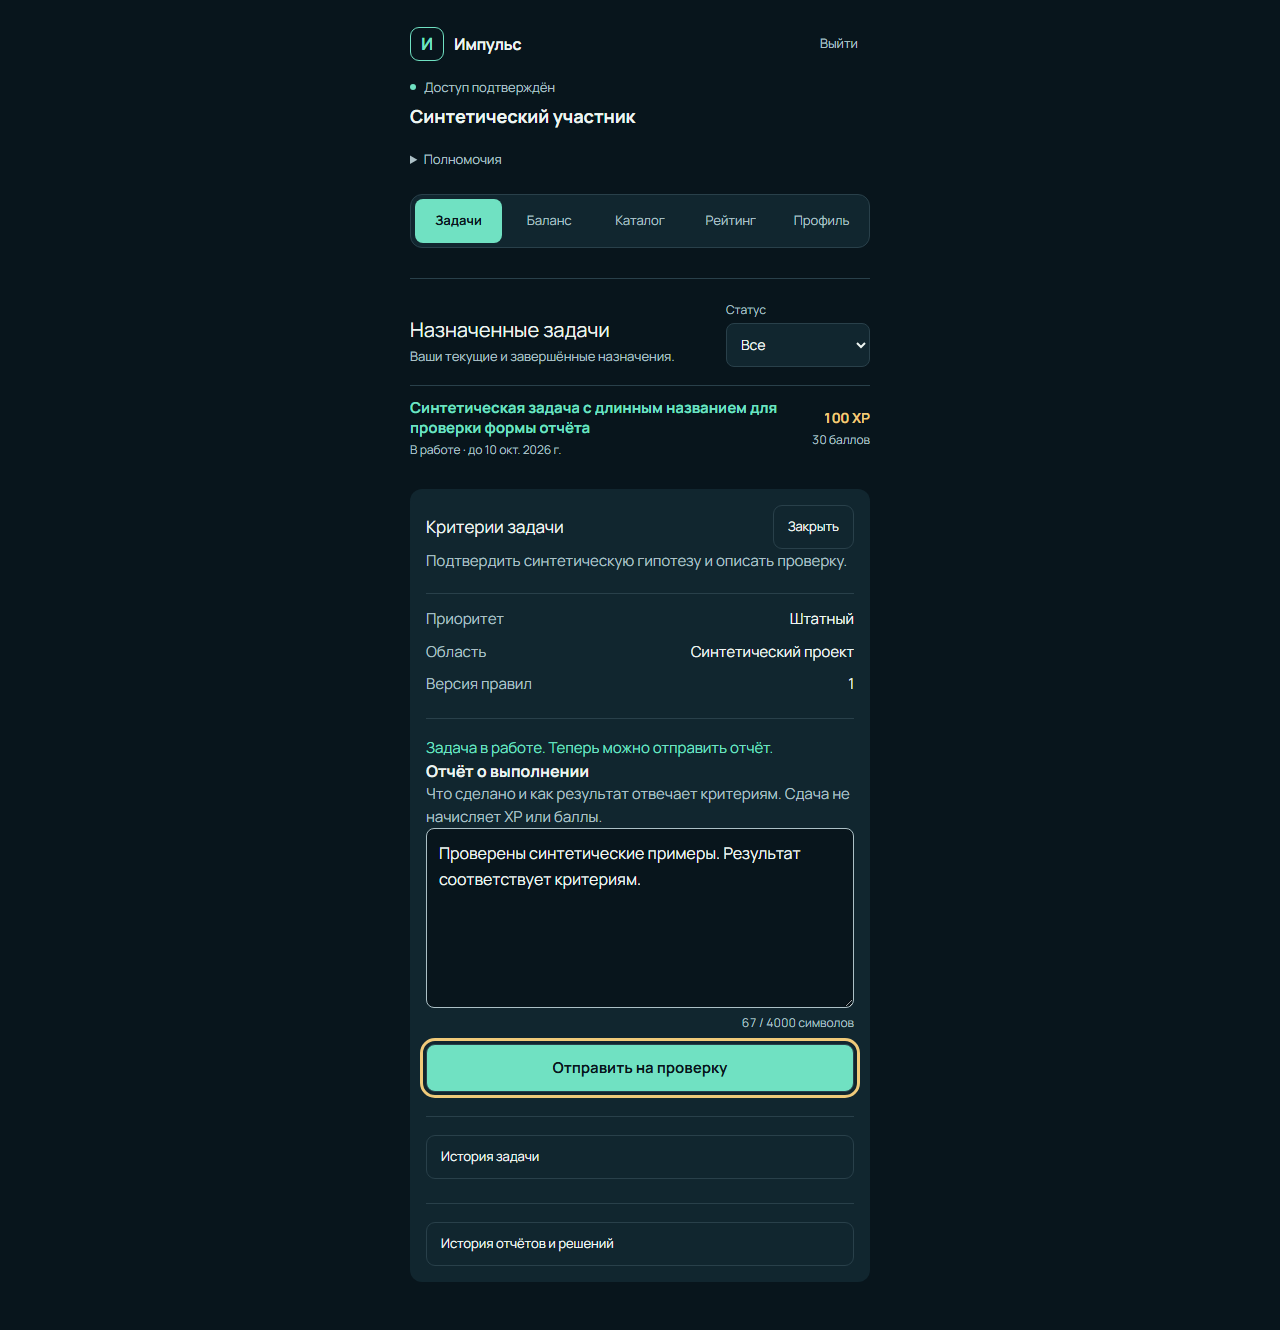 И Импульс
Выйти
Доступ подтверждён
Синтетический участник
Полномочия
Задачи Баланс Каталог Рейтинг Профиль
Статус
Назначенные задачи
Все
Ваши текущие и завершённые назначения.
Синтетическая задача с длинным названием для
проверки формы отчёта
100 XP
30 баллов
В работе · до 10 окт. 2026 г.
Критерии задачи
Закрыть
Подтвердить синтетическую гипотезу и описать проверку.
Приоритет Штатный
Область Синтетический проект
Версия правил 1
Задача в работе. Теперь можно отправить отчёт.
Отчёт о выполнении
Что сделано и как результат отвечает критериям. Сдача не
начисляет XP или баллы.
Проверены синтетические примеры. Результат
соответствует критериям.
67 / 4000 символов
Отправить на проверку
История задачи
История отчётов и решений